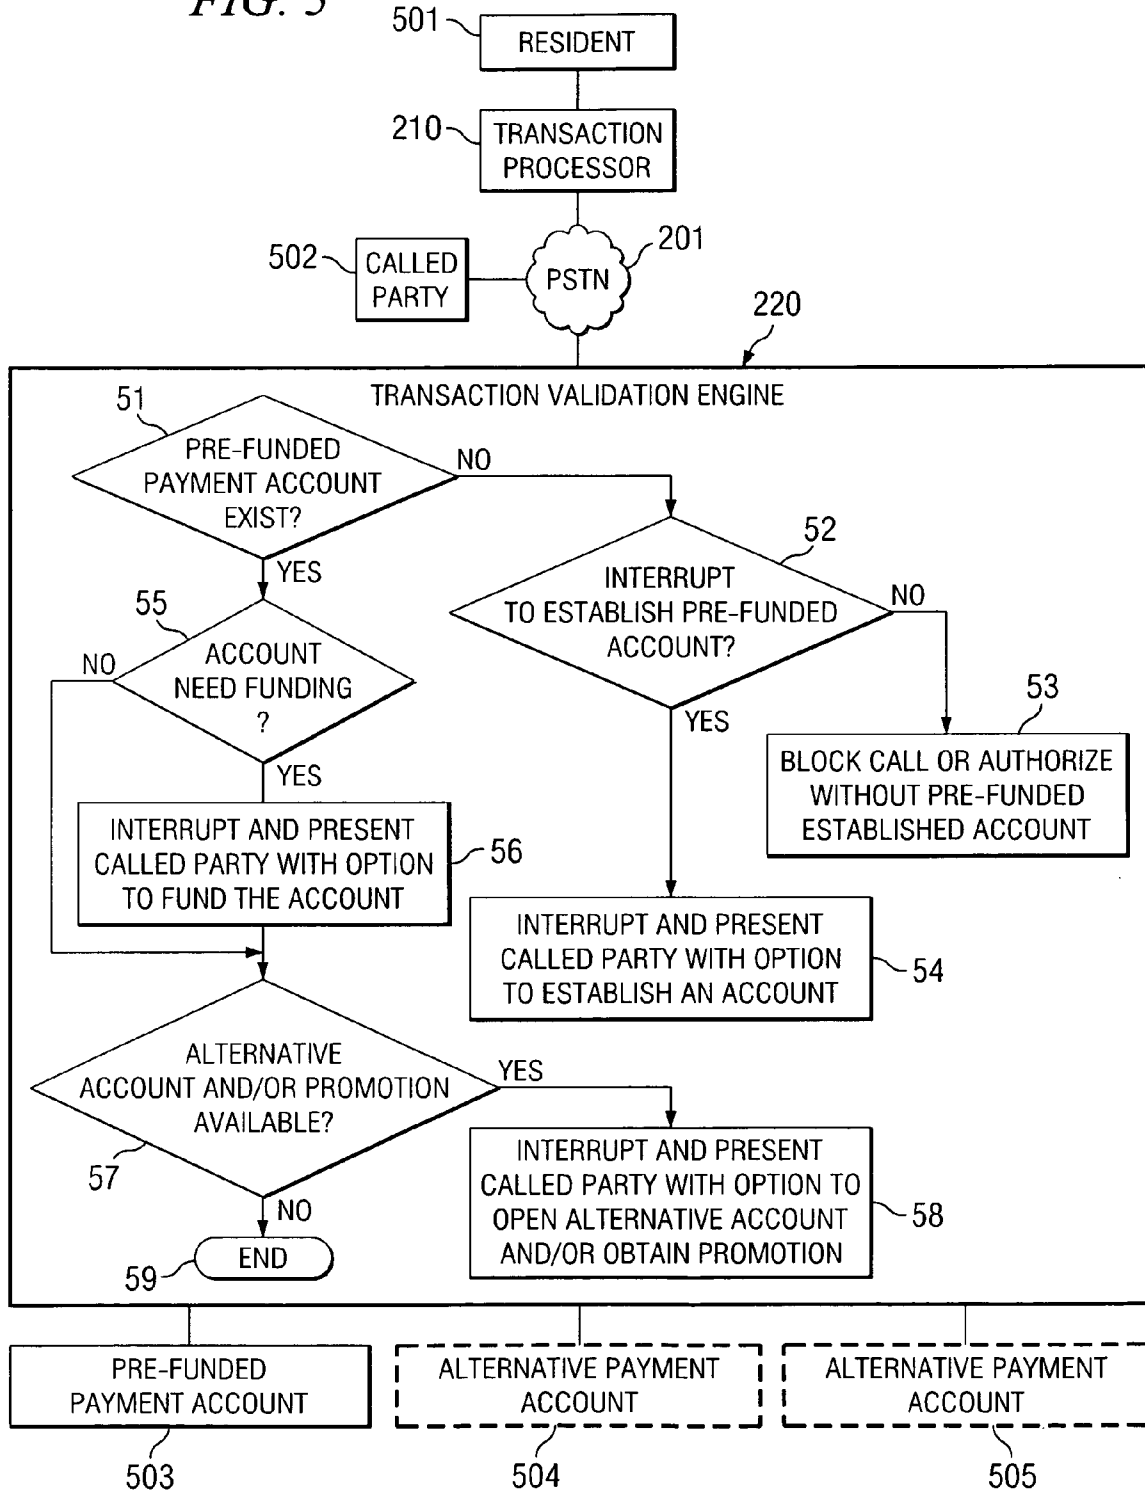 FIG. 5
501
RESIDENT
210
TRANSACTION
PROCESSOR
502
CALLED
PARTY
PSTN
201
220
TRANSACTION VALIDATION ENGINE
51
PRE-FUNDED
PAYMENT ACCOUNT
EXIST?
NO
YES
52
INTERRUPT
TO ESTABLISH PRE-FUNDED
ACCOUNT?
NO
YES
55
ACCOUNT
NEED FUNDING
?
NO
YES
53
BLOCK CALL OR AUTHORIZE
WITHOUT PRE-FUNDED
ESTABLISHED ACCOUNT
INTERRUPT AND PRESENT
CALLED PARTY WITH OPTION
TO FUND THE ACCOUNT
56
INTERRUPT AND PRESENT
CALLED PARTY WITH OPTION
TO ESTABLISH AN ACCOUNT
54
ALTERNATIVE
ACCOUNT AND/OR PROMOTION
AVAILABLE?
YES
57
NO
INTERRUPT AND PRESENT
CALLED PARTY WITH OPTION TO
OPEN ALTERNATIVE ACCOUNT
AND/OR OBTAIN PROMOTION
58
END
59
PRE-FUNDED
PAYMENT ACCOUNT
ALTERNATIVE PAYMENT
ACCOUNT
ALTERNATIVE PAYMENT
ACCOUNT
503
504
505